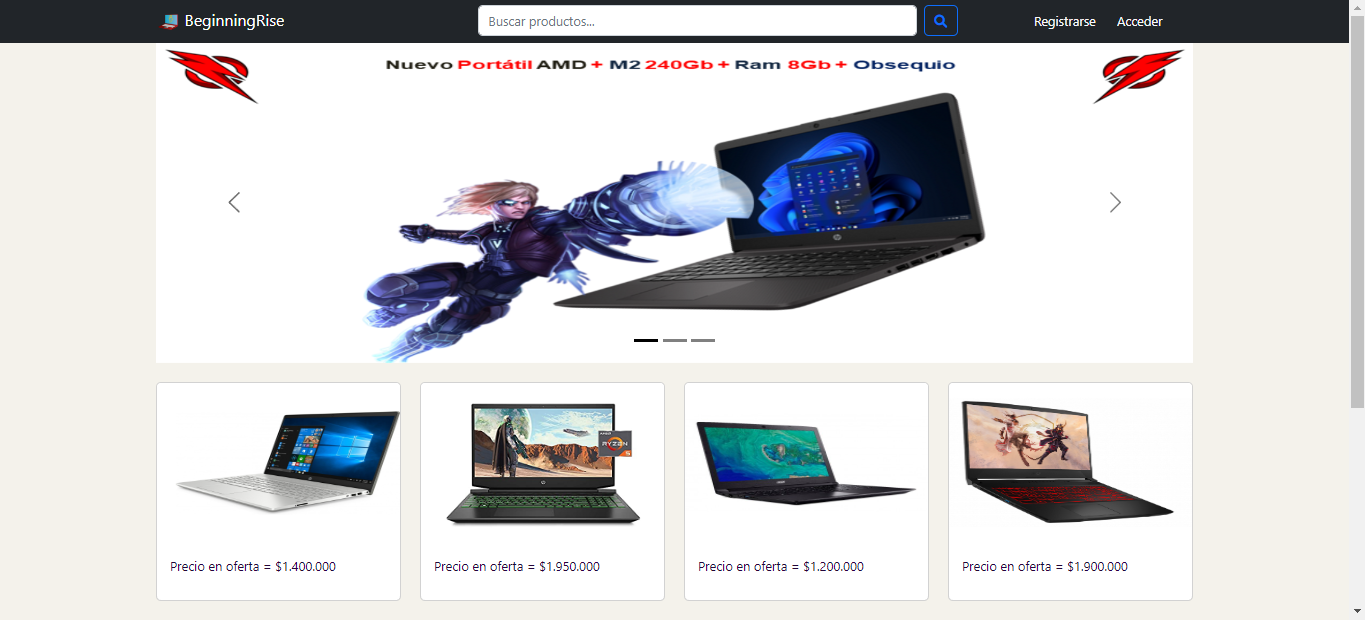 BeginningRise
Buscar productos...
Registrarse
Acceder
Nuevo Portátil AMD + M2 240Gb + Ram 8Gb + Obsequio
V
RYZEN
Precio en oferta = $1.400.000
Precio en oferta = $1.950.000
Precio en oferta = $1.200.000
Precio en oferta = $1.900.000